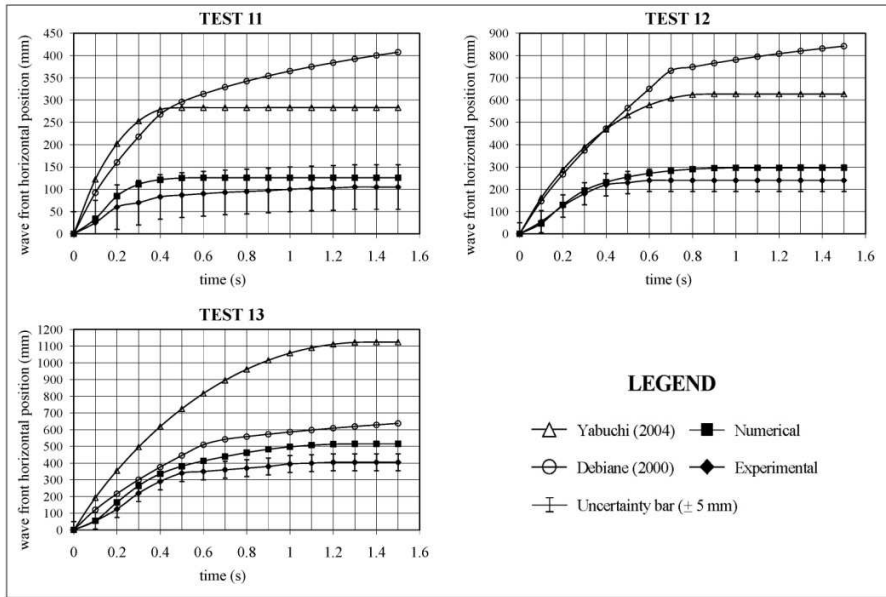 TEST 11
wave front horizontal position (mm)
450
400
350
300
250
200
150
100
50
0
0 0.2 0.4 0.6 0.8 1 1.2 1.4 1.6
time (s)
TEST 12
wave front horizontal position (mm)
900
800
700
600
500
400
300
200
100
0
0 0.2 0.4 0.6 0.8 1 1.2 1.4 1.6
time (s)
TEST 13
wave front horizontal position (mm)
1200
1100
1000
900
800
700
600
500
400
300
200
100
0
0 0.2 0.4 0.6 0.8 1 1.2 1.4 1.6
time (s)
LEGEND
Yabuchi (2004) Numerical
Debiane (2000) Experimental
Uncertainty bar (± 5 mm)